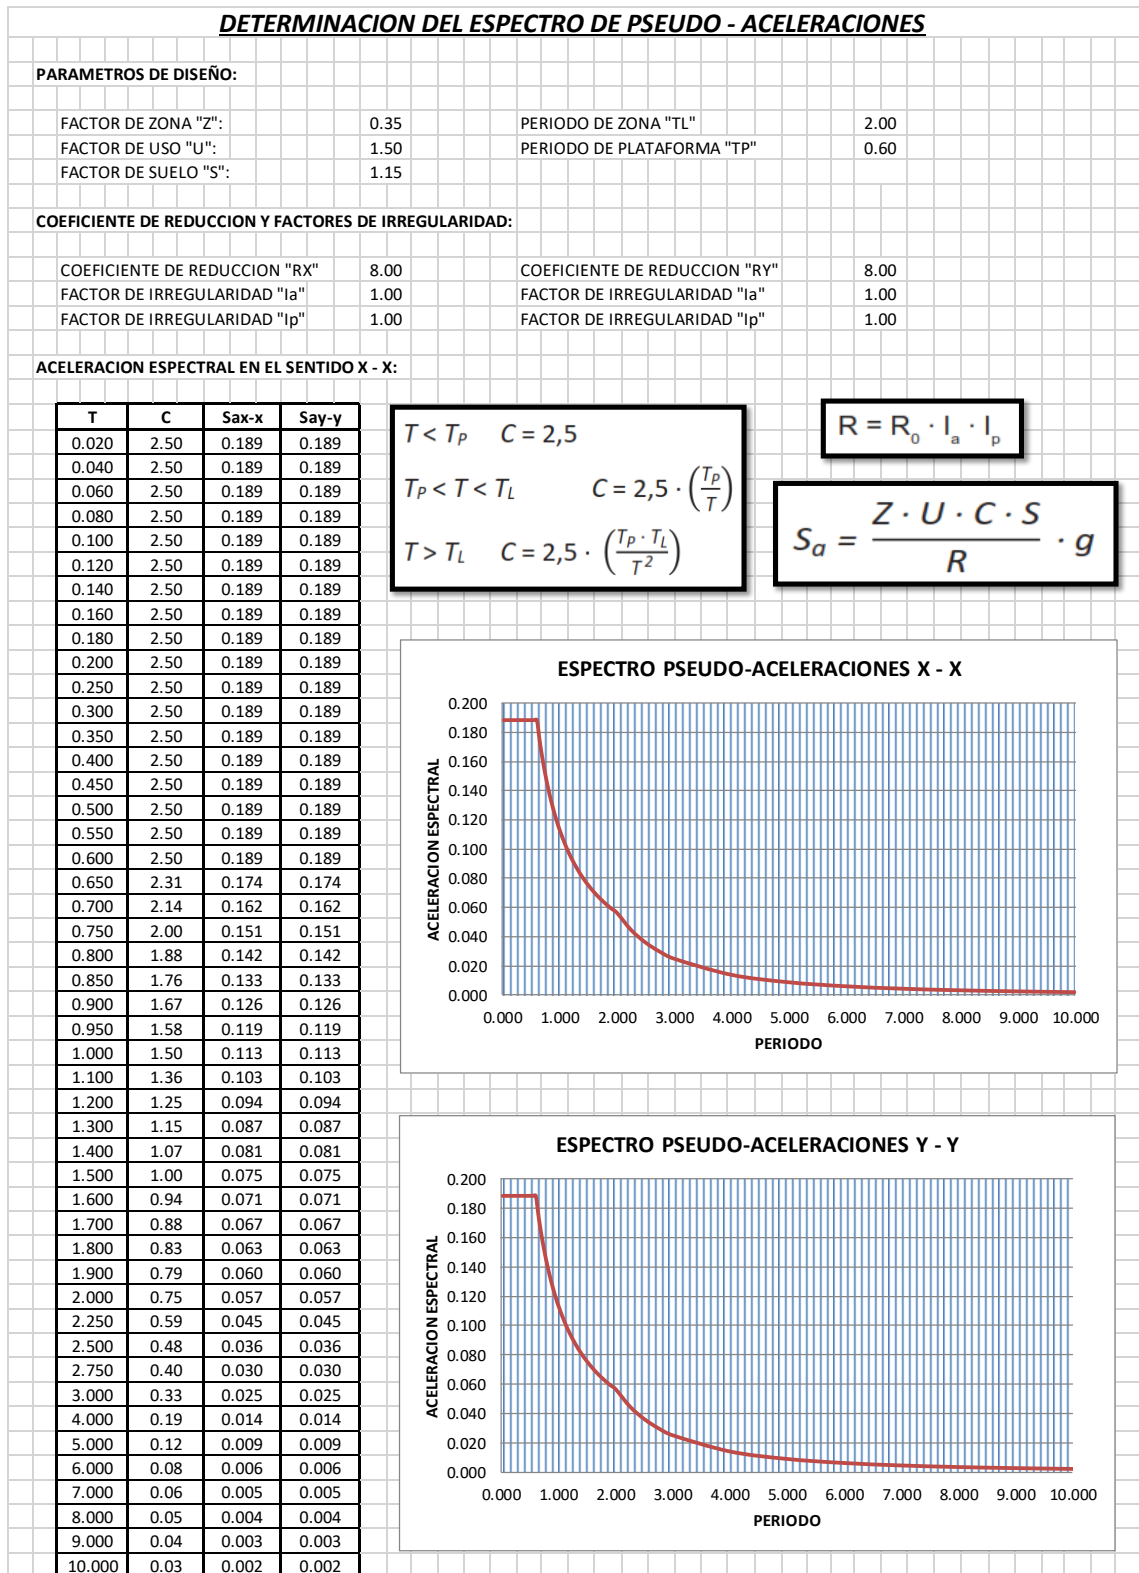 DETERMINACION DEL ESPECTRO DE PSEUDO - ACELERACIONES
PARAMETROS DE DISEÑO:
FACTOR DE ZONA "Z": 0.35 PERIODO DE ZONA "TL" 2.00
FACTOR DE USO "U": 1.50 PERIODO DE PLATAFORMA "TP" 0.60
FACTOR DE SUELO "S": 1.15
COEFICIENTE DE REDUCCION Y FACTORES DE IRREGULARIDAD:
COEFICIENTE DE REDUCCION "RX" 8.00 COEFICIENTE DE REDUCCION "RY" 8.00
FACTOR DE IRREGULARIDAD "Ia" 1.00 FACTOR DE IRREGULARIDAD "Ia" 1.00
FACTOR DE IRREGULARIDAD "Ip" 1.00 FACTOR DE IRREGULARIDAD "Ip" 1.00
ACELERACION ESPECTRAL EN EL SENTIDO X - X:
T C Sax-x Say-y
0.020 2.50 0.189 0.189
0.040 2.50 0.189 0.189
0.060 2.50 0.189 0.189
0.080 2.50 0.189 0.189
0.100 2.50 0.189 0.189
0.120 2.50 0.189 0.189
0.140 2.50 0.189 0.189
0.160 2.50 0.189 0.189
0.180 2.50 0.189 0.189
0.200 2.50 0.189 0.189
0.250 2.50 0.189 0.189
0.300 2.50 0.189 0.189
0.350 2.50 0.189 0.189
0.400 2.50 0.189 0.189
0.450 2.50 0.189 0.189
0.500 2.50 0.189 0.189
0.550 2.50 0.189 0.189
0.600 2.50 0.189 0.189
0.650 2.31 0.174 0.174
0.700 2.14 0.162 0.162
0.750 2.00 0.151 0.151
0.800 1.88 0.142 0.142
0.850 1.76 0.133 0.133
0.900 1.67 0.126 0.126
0.950 1.58 0.119 0.119
1.000 1.50 0.113 0.113
1.100 1.36 0.103 0.103
1.200 1.25 0.094 0.094
1.300 1.15 0.087 0.087
1.400 1.07 0.081 0.081
1.500 1.00 0.075 0.075
1.600 0.94 0.071 0.071
1.700 0.88 0.067 0.067
1.800 0.83 0.063 0.063
1.900 0.79 0.060 0.060
2.000 0.75 0.057 0.057
2.250 0.59 0.045 0.045
2.500 0.48 0.036 0.036
2.750 0.40 0.030 0.030
3.000 0.33 0.025 0.025
4.000 0.19 0.014 0.014
5.000 0.12 0.009 0.009
6.000 0.08 0.006 0.006
7.000 0.06 0.005 0.005
8.000 0.05 0.004 0.004
9.000 0.04 0.003 0.003
10.000 0.03 0.002 0.002
T < T_P C = 2,5
T_P < T < T_L C = 2,5 · (T_P / T)
T > T_L C = 2,5 · (T_P · T_L / T²)
R = R₀ · I_a · I_p
S_a = Z · U · C · S / R · g
ESPECTRO PSEUDO-ACELERACIONES X - X
ACELERACION ESPECTRAL
0.200
0.180
0.160
0.140
0.120
0.100
0.080
0.060
0.040
0.020
0.000
0.000 1.000 2.000 3.000 4.000 5.000 6.000 7.000 8.000 9.000 10.000
PERIODO
ESPECTRO PSEUDO-ACELERACIONES Y - Y
ACELERACION ESPECTRAL
0.200
0.180
0.160
0.140
0.120
0.100
0.080
0.060
0.040
0.020
0.000
0.000 1.000 2.000 3.000 4.000 5.000 6.000 7.000 8.000 9.000 10.000
PERIODO